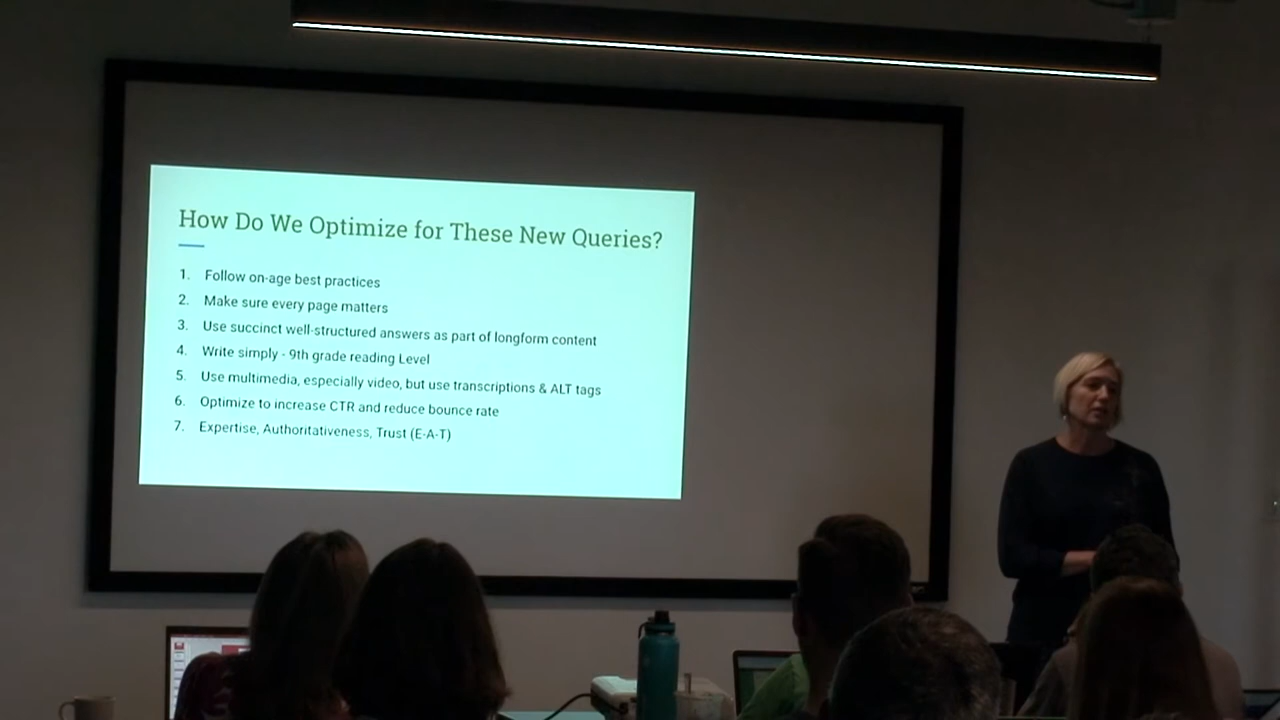 How Do We Optimize for These New Queries?
1. Follow on-age best practices
2. Make sure every page matters
3. Use succinct well-structured answers as part of longform content
4. Write simply - 9th grade reading Level
5. Use multimedia, especially video, but use transcriptions & ALT tags
6. Optimize to increase CTR and reduce bounce rate
7. Expertise, Authoritativeness, Trust (E-A-T)